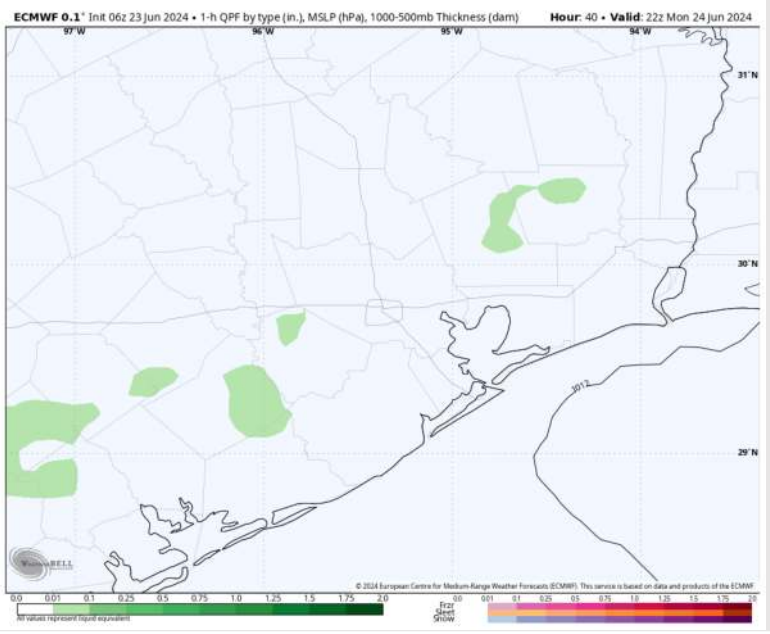 ECMWF 0.1° Init 06z 23 Jun 2024 • 1-h QPF by type (in.), MSLP (hPa), 1000-500mb Thickness (dam) Hour: 40 • Valid: 22z Mon 24 Jun 2024
97°W 96°W 95°W 94°W
31°N
30°N
1012
29°N
WeatherBELL
© 2024 European Centre for Medium-Range Weather Forecasts (ECMWF). This service is based on data and products of the ECMWF
0.0 0.01 0.1 0.25 0.5 1.0 1.25 1.5 1.75 2.0
All values represent liquid equivalent
0.0 0.01 0.1 0.25 0.5 1.0 1.25 1.5 1.75 2.0
Frzr
Sleet
Snow